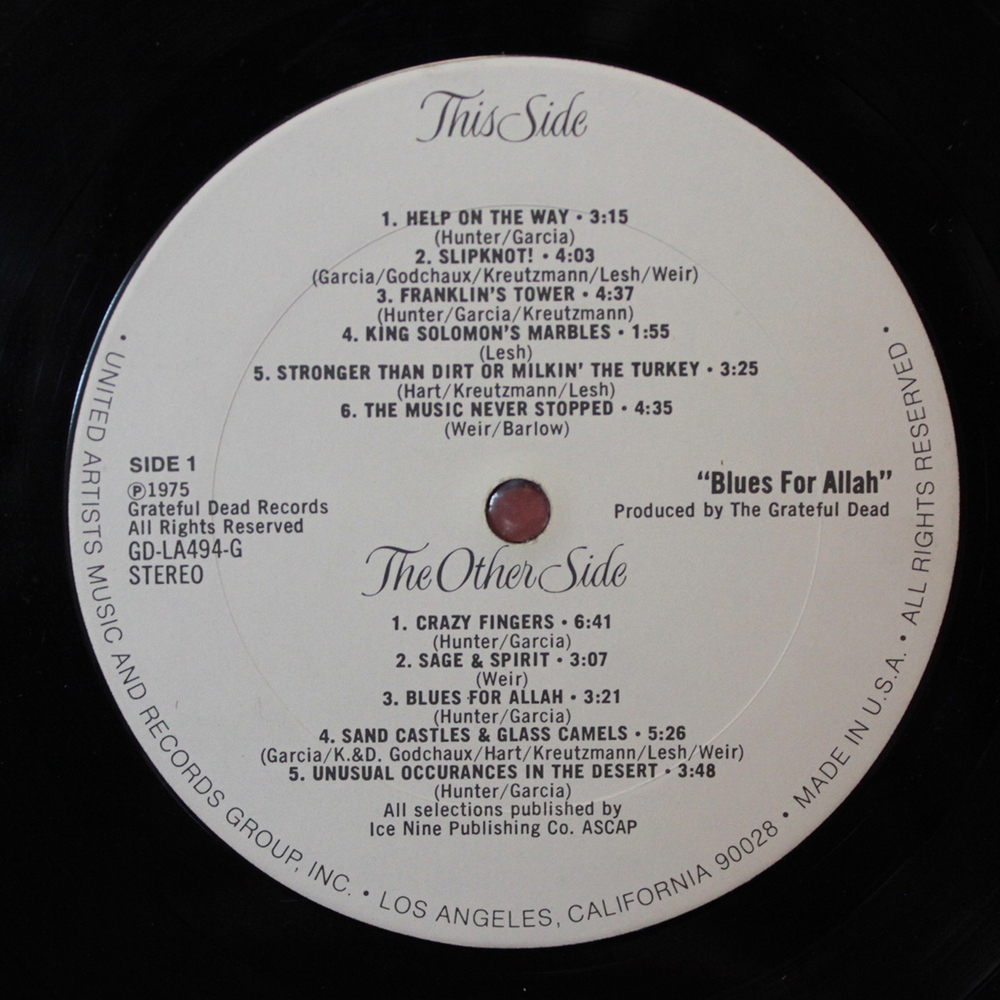 This Side
1. HELP ON THE WAY • 3:15
(Hunter/Garcia)
2. SLIPKNOT! • 4:03
(Garcia/Godchaux/Kreutzmann/Lesh/Weir)
3. FRANKLIN'S TOWER • 4:37
(Hunter/Garcia/Kreutzmann)
4. KING SOLOMON'S MARBLES • 1:55
(Lesh)
5. STRONGER THAN DIRT OR MILKIN' THE TURKEY • 3:25
(Hart/Kreutzmann/Lesh)
6. THE MUSIC NEVER STOPPED • 4:35
(Weir/Barlow)
SIDE 1
℗1975
Grateful Dead Records
All Rights Reserved
GD-LA494-G
STEREO
"Blues For Allah"
Produced by The Grateful Dead
The Other Side
1. CRAZY FINGERS • 6:41
(Hunter/Garcia)
2. SAGE & SPIRIT • 3:07
(Weir)
3. BLUES FOR ALLAH • 3:21
(Hunter/Garcia)
4. SAND CASTLES & GLASS CAMELS • 5:26
(Garcia/K.&D. Godchaux/Hart/Kreutzmann/Lesh/Weir)
5. UNUSUAL OCCURANCES IN THE DESERT • 3:48
(Hunter/Garcia)
All selections published by
Ice Nine Publishing Co. ASCAP
• UNITED ARTISTS MUSIC AND RECORDS GROUP, INC. • LOS ANGELES, CALIFORNIA 90028 • MADE IN U.S.A. • ALL RIGHTS RESERVED •